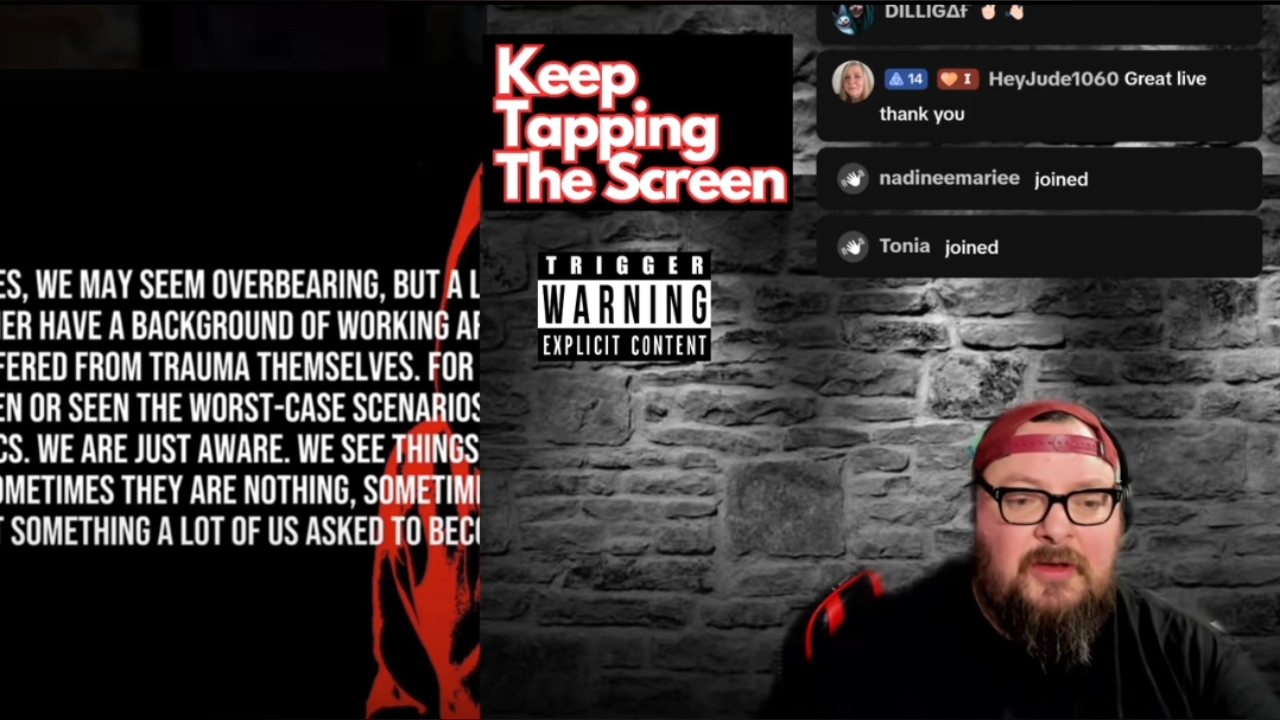 ES, WE MAY SEEM OVERBEARING, BUT A L
HER HAVE A BACKGROUND OF WORKING
FERED FROM TRAUMA THEMSELVES. FOR
EN OR SEEN THE WORST-CASE SCENARIOS
CS. WE ARE JUST AWARE. WE SEE THINGS
OMETIMES THEY ARE NOTHING, SOMETIM
T SOMETHING A LOT OF US ASKED TO BECO
Keep
Tapping
The Screen
TRIGGER
WARNING
EXPLICIT CONTENT
DILLIGAF 👋🏻 👋🏻
14 I HeyJude1060 Great live
thank you
nadineemariee joined
Tonia joined